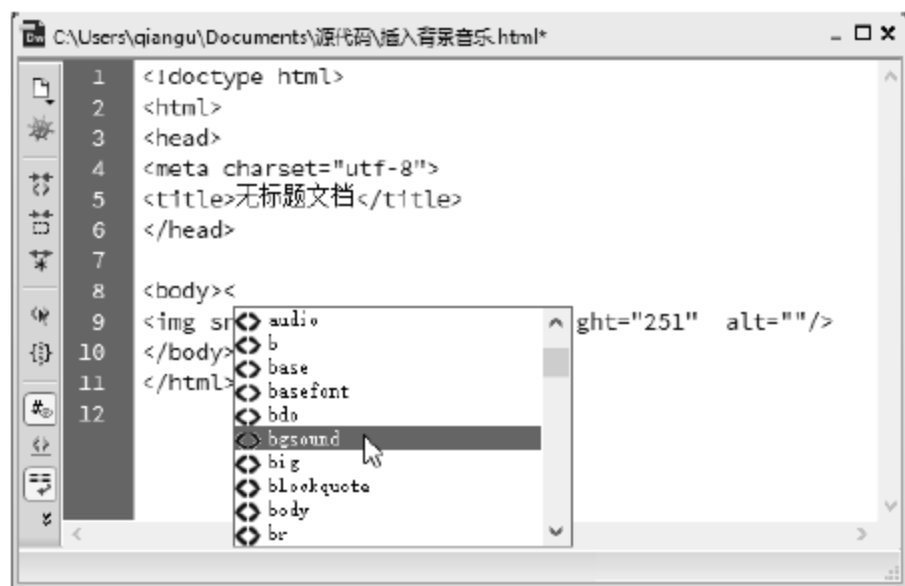 Dw C:\Users\qiangu\Documents\源代码\插入背景音乐.html*
1 <!doctype html>
2 <html>
3 <head>
4 <meta charset="utf-8">
5 <title>无标题文档</title>
6 </head>
7
8 <body><
9 <img sr ght="251" alt=""/>
10 </body>
11 </html>
12
<> audio
<> b
<> base
<> basefont
<> bdo
<> bgsound
<> big
<> blockquote
<> body
<> br